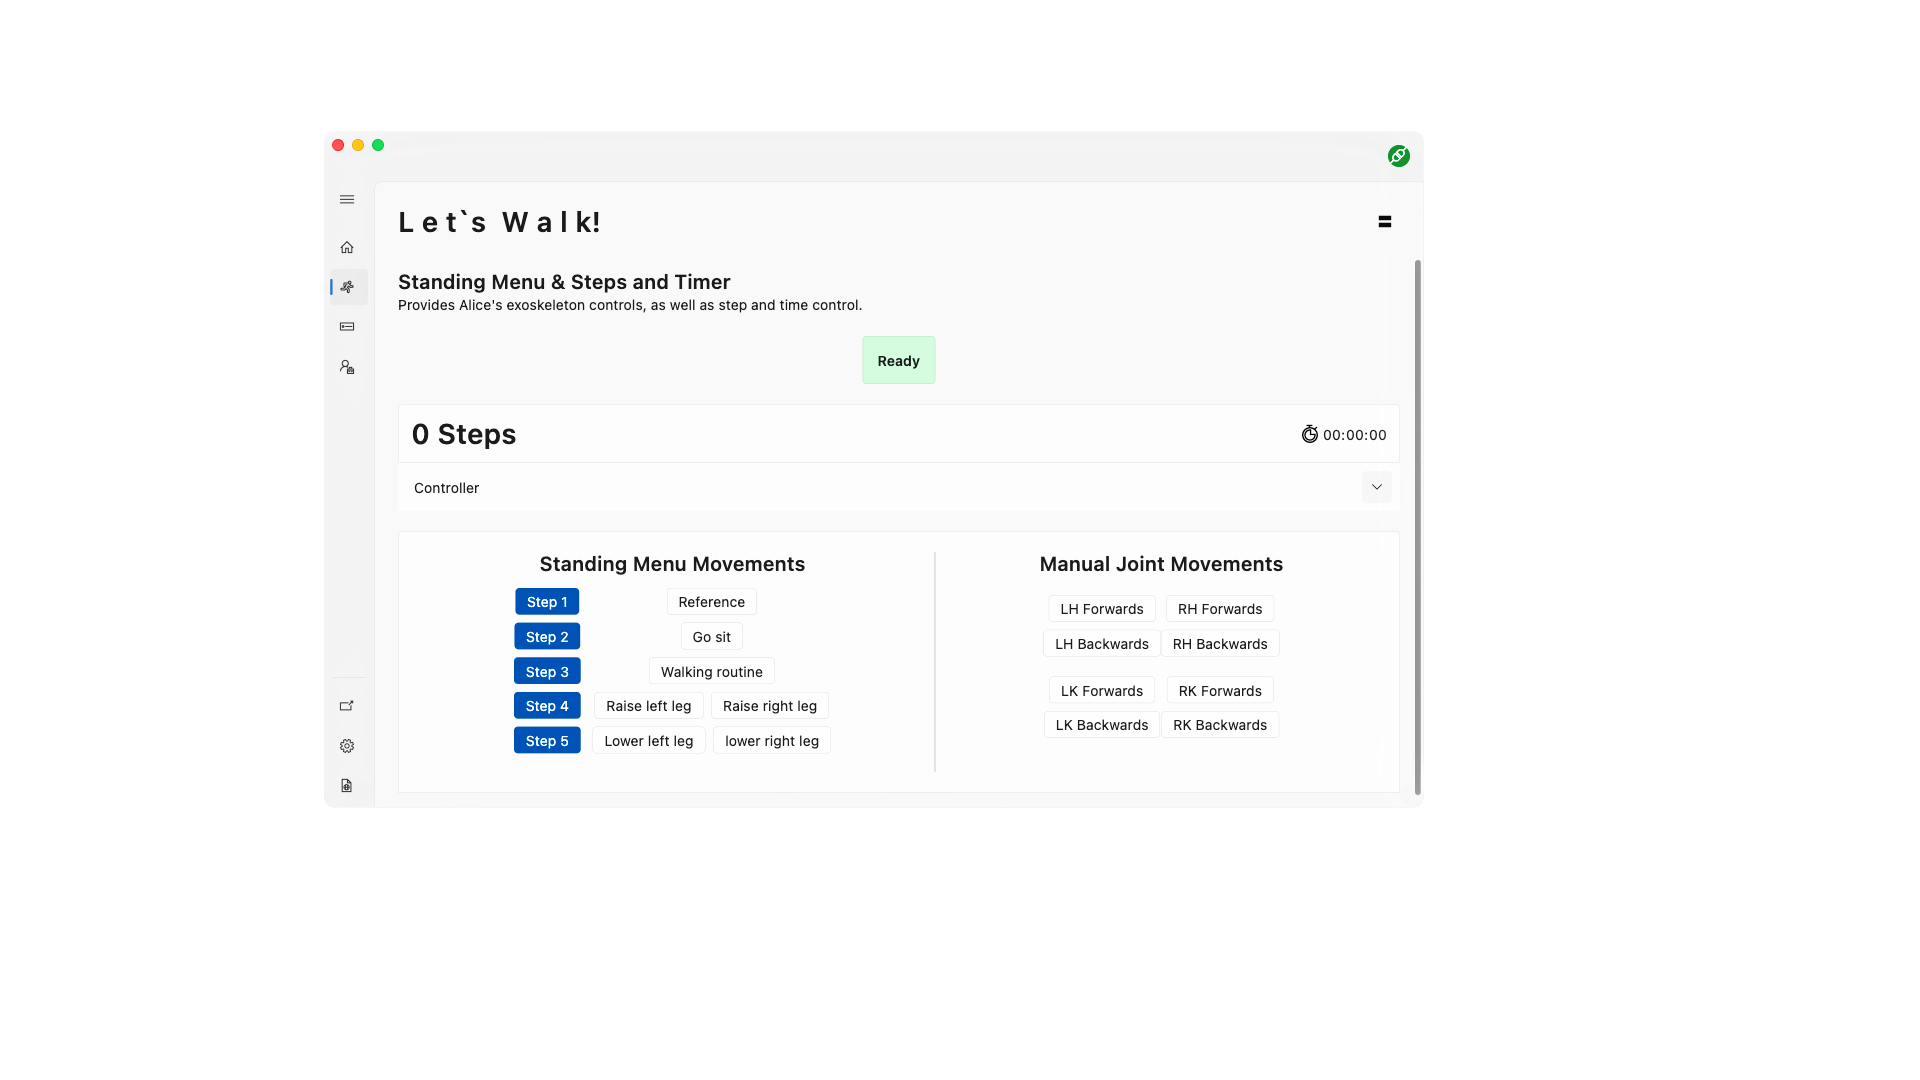 Let`s Walk!
Standing Menu & Steps and Timer
Provides Alice's exoskeleton controls, as well as step and time control.
Ready
0 Steps
00:00:00
Controller
Standing Menu Movements
Step 1 Reference
Step 2 Go sit
Step 3 Walking routine
Step 4 Raise left leg Raise right leg
Step 5 Lower left leg lower right leg
Manual Joint Movements
LH Forwards RH Forwards
LH Backwards RH Backwards
LK Forwards RK Forwards
LK Backwards RK Backwards